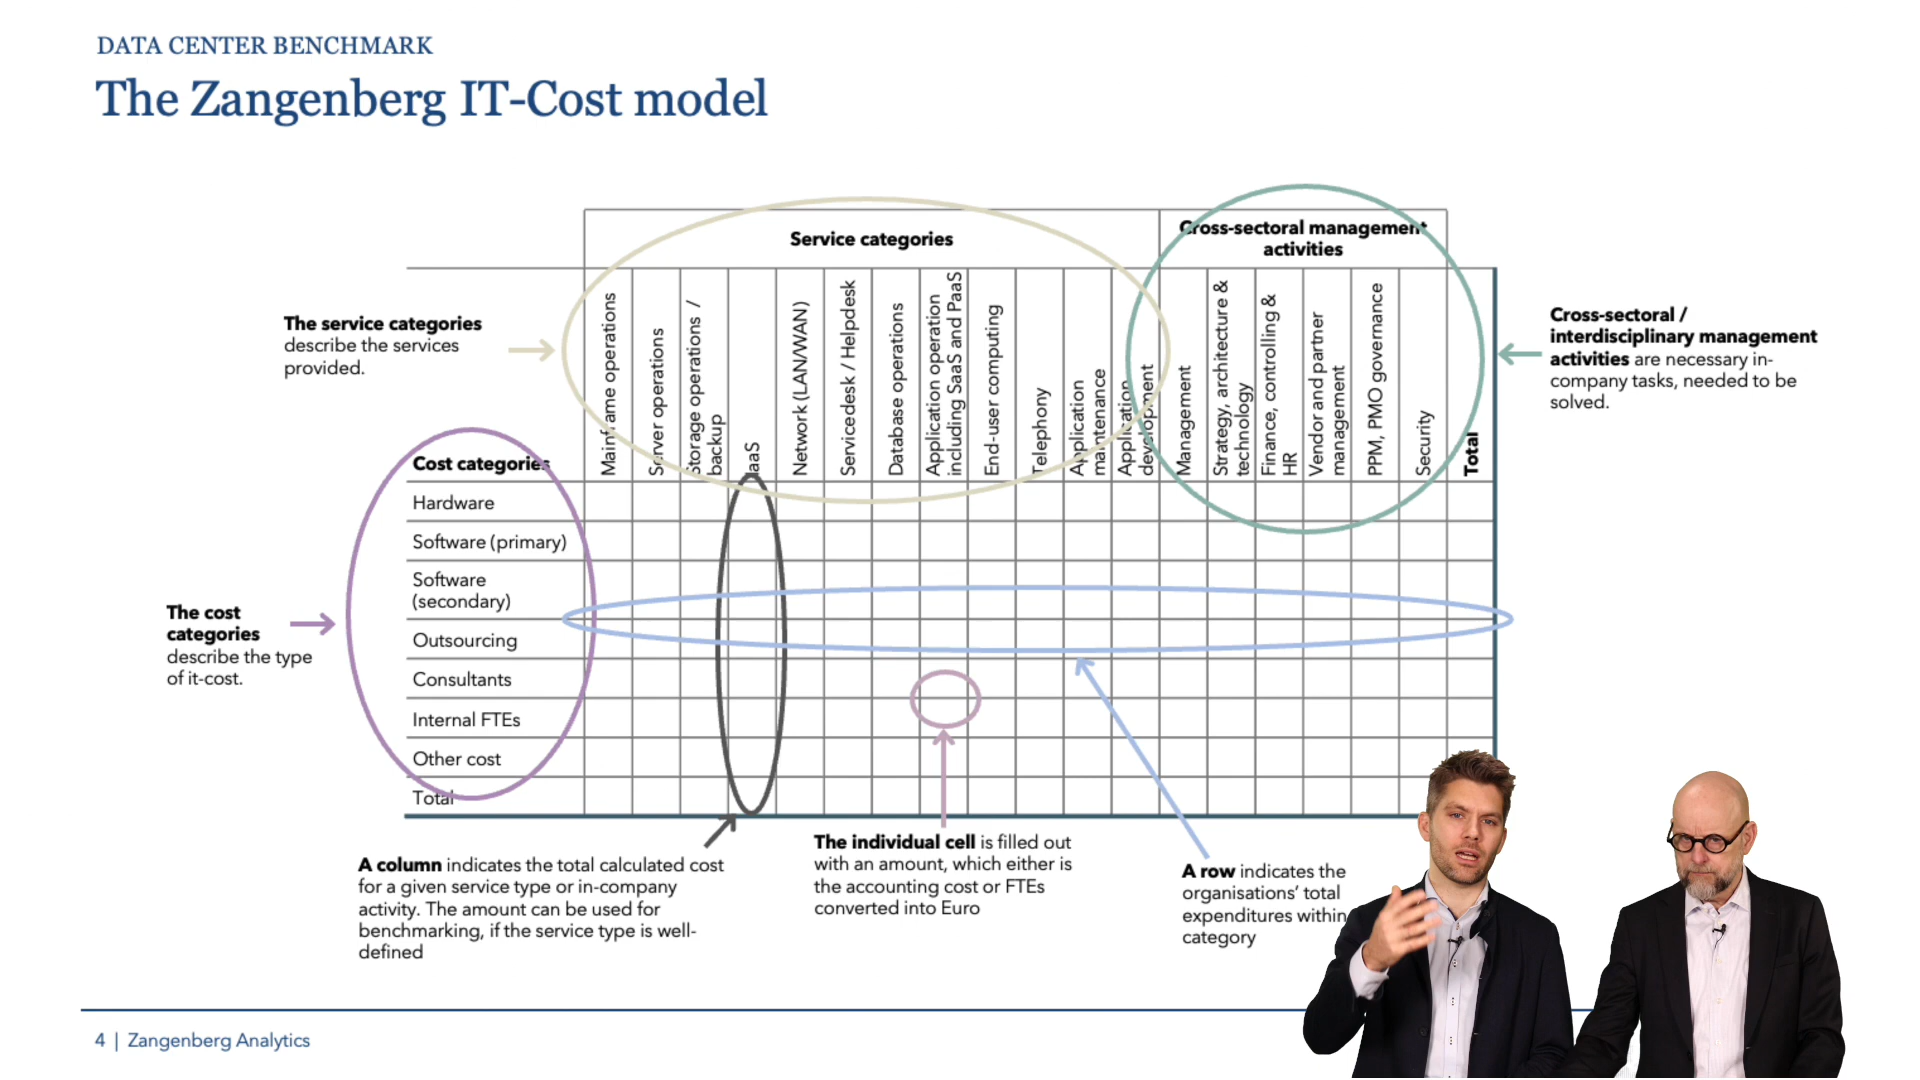 DATA CENTER BENCHMARK
The Zangenberg IT-Cost model
Service categories
Cross-sectoral management
activities
The service categories
describe the services
provided.
Cross-sectoral /
interdisciplinary management
activities are necessary in-
company tasks, needed to be
solved.
Cost categories
Mainframe operations
Server operations
Storage operations /
backup
IaaS
Network (LAN/WAN)
Servicedesk / Helpdesk
Database operations
Application operation
including SaaS and PaaS
End-user computing
Telephony
Application
maintenance
Application
development
Management
Strategy, architecture &
technology
Finance, controlling &
HR
Vendor and partner
management
PPM, PMO governance
Security
Total
Hardware
Software (primary)
Software
(secondary)
Outsourcing
Consultants
Internal FTEs
Other cost
Total
The cost
categories
describe the type
of it-cost.
A column indicates the total calculated cost
for a given service type or in-company
activity. The amount can be used for
benchmarking, if the service type is well-
defined
The individual cell is filled out
with an amount, which either is
the accounting cost or FTEs
converted into Euro
A row indicates the
organisations' total
expenditures within
category
4 | Zangenberg Analytics